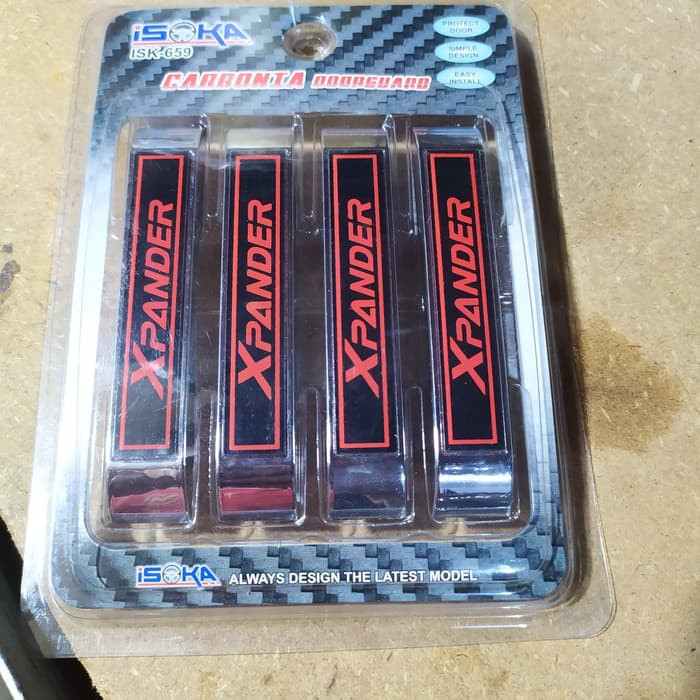 iSOKA
ISK-659
PROTECT
DOOR
SIMPLE
DESIGN
EASY
INSTALL
CARBONIA DOORGUARD
XPANDER
XPANDER
XPANDER
XPANDER
iSOKA
ALWAYS DESIGN THE LATEST MODEL